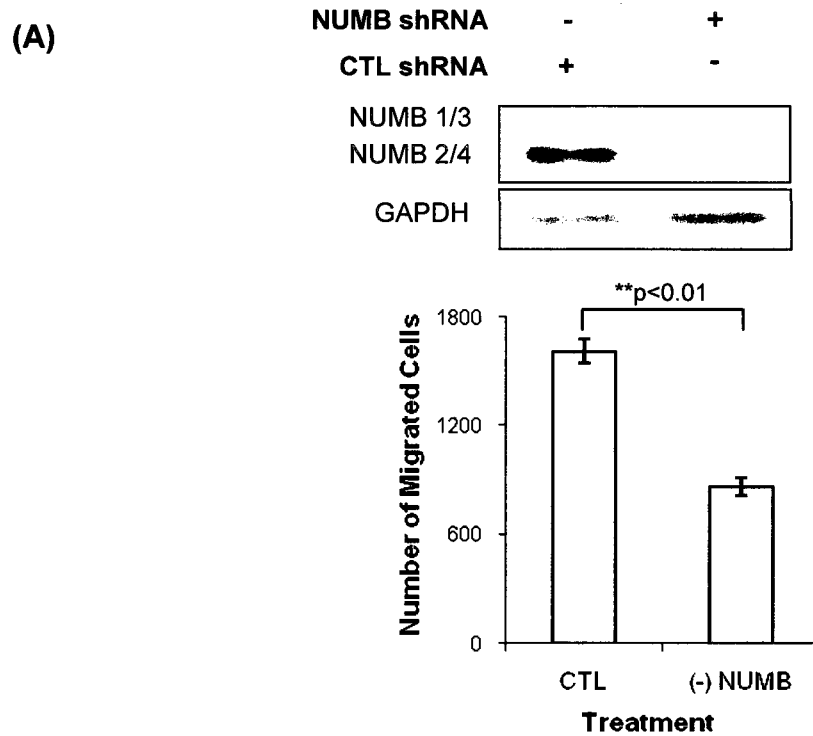 (A)
NUMB shRNA - +
CTL shRNA + -
NUMB 1/3
NUMB 2/4
GAPDH
**p<0.01
Number of Migrated Cells
1800
1200
600
0
CTL (-) NUMB
Treatment